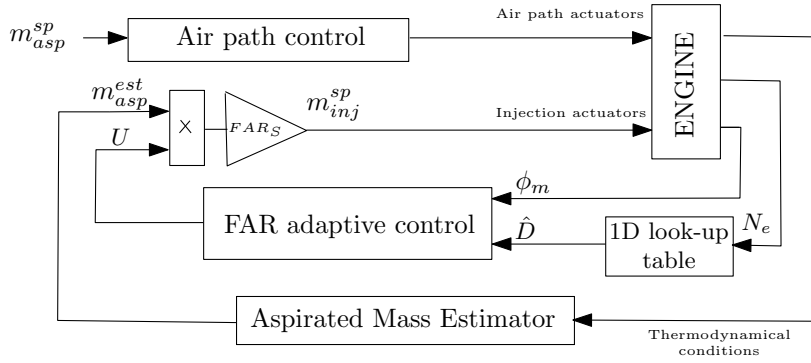 m_{asp}^{sp}
Air path control
Air path actuators
ENGINE
m_{asp}^{est}
U
×
FAR_S
m_{inj}^{sp}
Injection actuators
FAR adaptive control
ϕ_m
D̂
1D look-up
table
N_e
Aspirated Mass Estimator
Thermodynamical
conditions